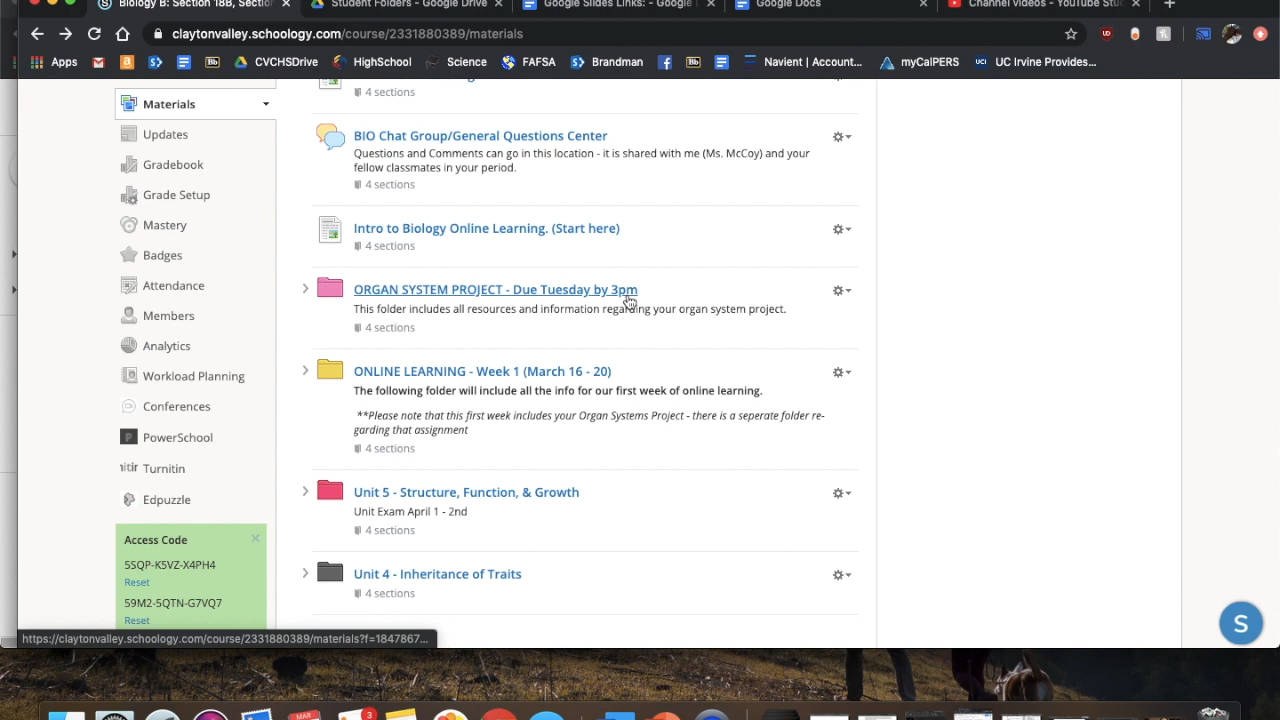 Biology B: Section 18B, Section
Student Folders - Google Drive
Google Slides Links: - Google
Google Docs
Channel videos - YouTube Stu
claytonvalley.schoology.com/course/2331880389/materials
Apps
CVCHSDrive
HighSchool
Science
FAFSA
Brandman
Bb
Navient | Account...
myCalPERS
UCI UC Irvine Provides...
4 sections
Materials
Updates
Gradebook
Grade Setup
Mastery
Badges
Attendance
Members
Analytics
Workload Planning
Conferences
PowerSchool
Turnitin
Edpuzzle
Access Code
5SQP-K5VZ-X4PH4
Reset
59M2-5QTN-G7VQ7
Reset
BIO Chat Group/General Questions Center
Questions and Comments can go in this location - it is shared with me (Ms. McCoy) and your
fellow classmates in your period.
4 sections
Intro to Biology Online Learning. (Start here)
4 sections
ORGAN SYSTEM PROJECT - Due Tuesday by 3pm
This folder includes all resources and information regarding your organ system project.
4 sections
ONLINE LEARNING - Week 1 (March 16 - 20)
The following folder will include all the info for our first week of online learning.
**Please note that this first week includes your Organ Systems Project - there is a seperate folder re-
garding that assignment
4 sections
Unit 5 - Structure, Function, & Growth
Unit Exam April 1 - 2nd
4 sections
Unit 4 - Inheritance of Traits
4 sections
S
https://claytonvalley.schoology.com/course/2331880389/materials?f=1847867...
MAR
3